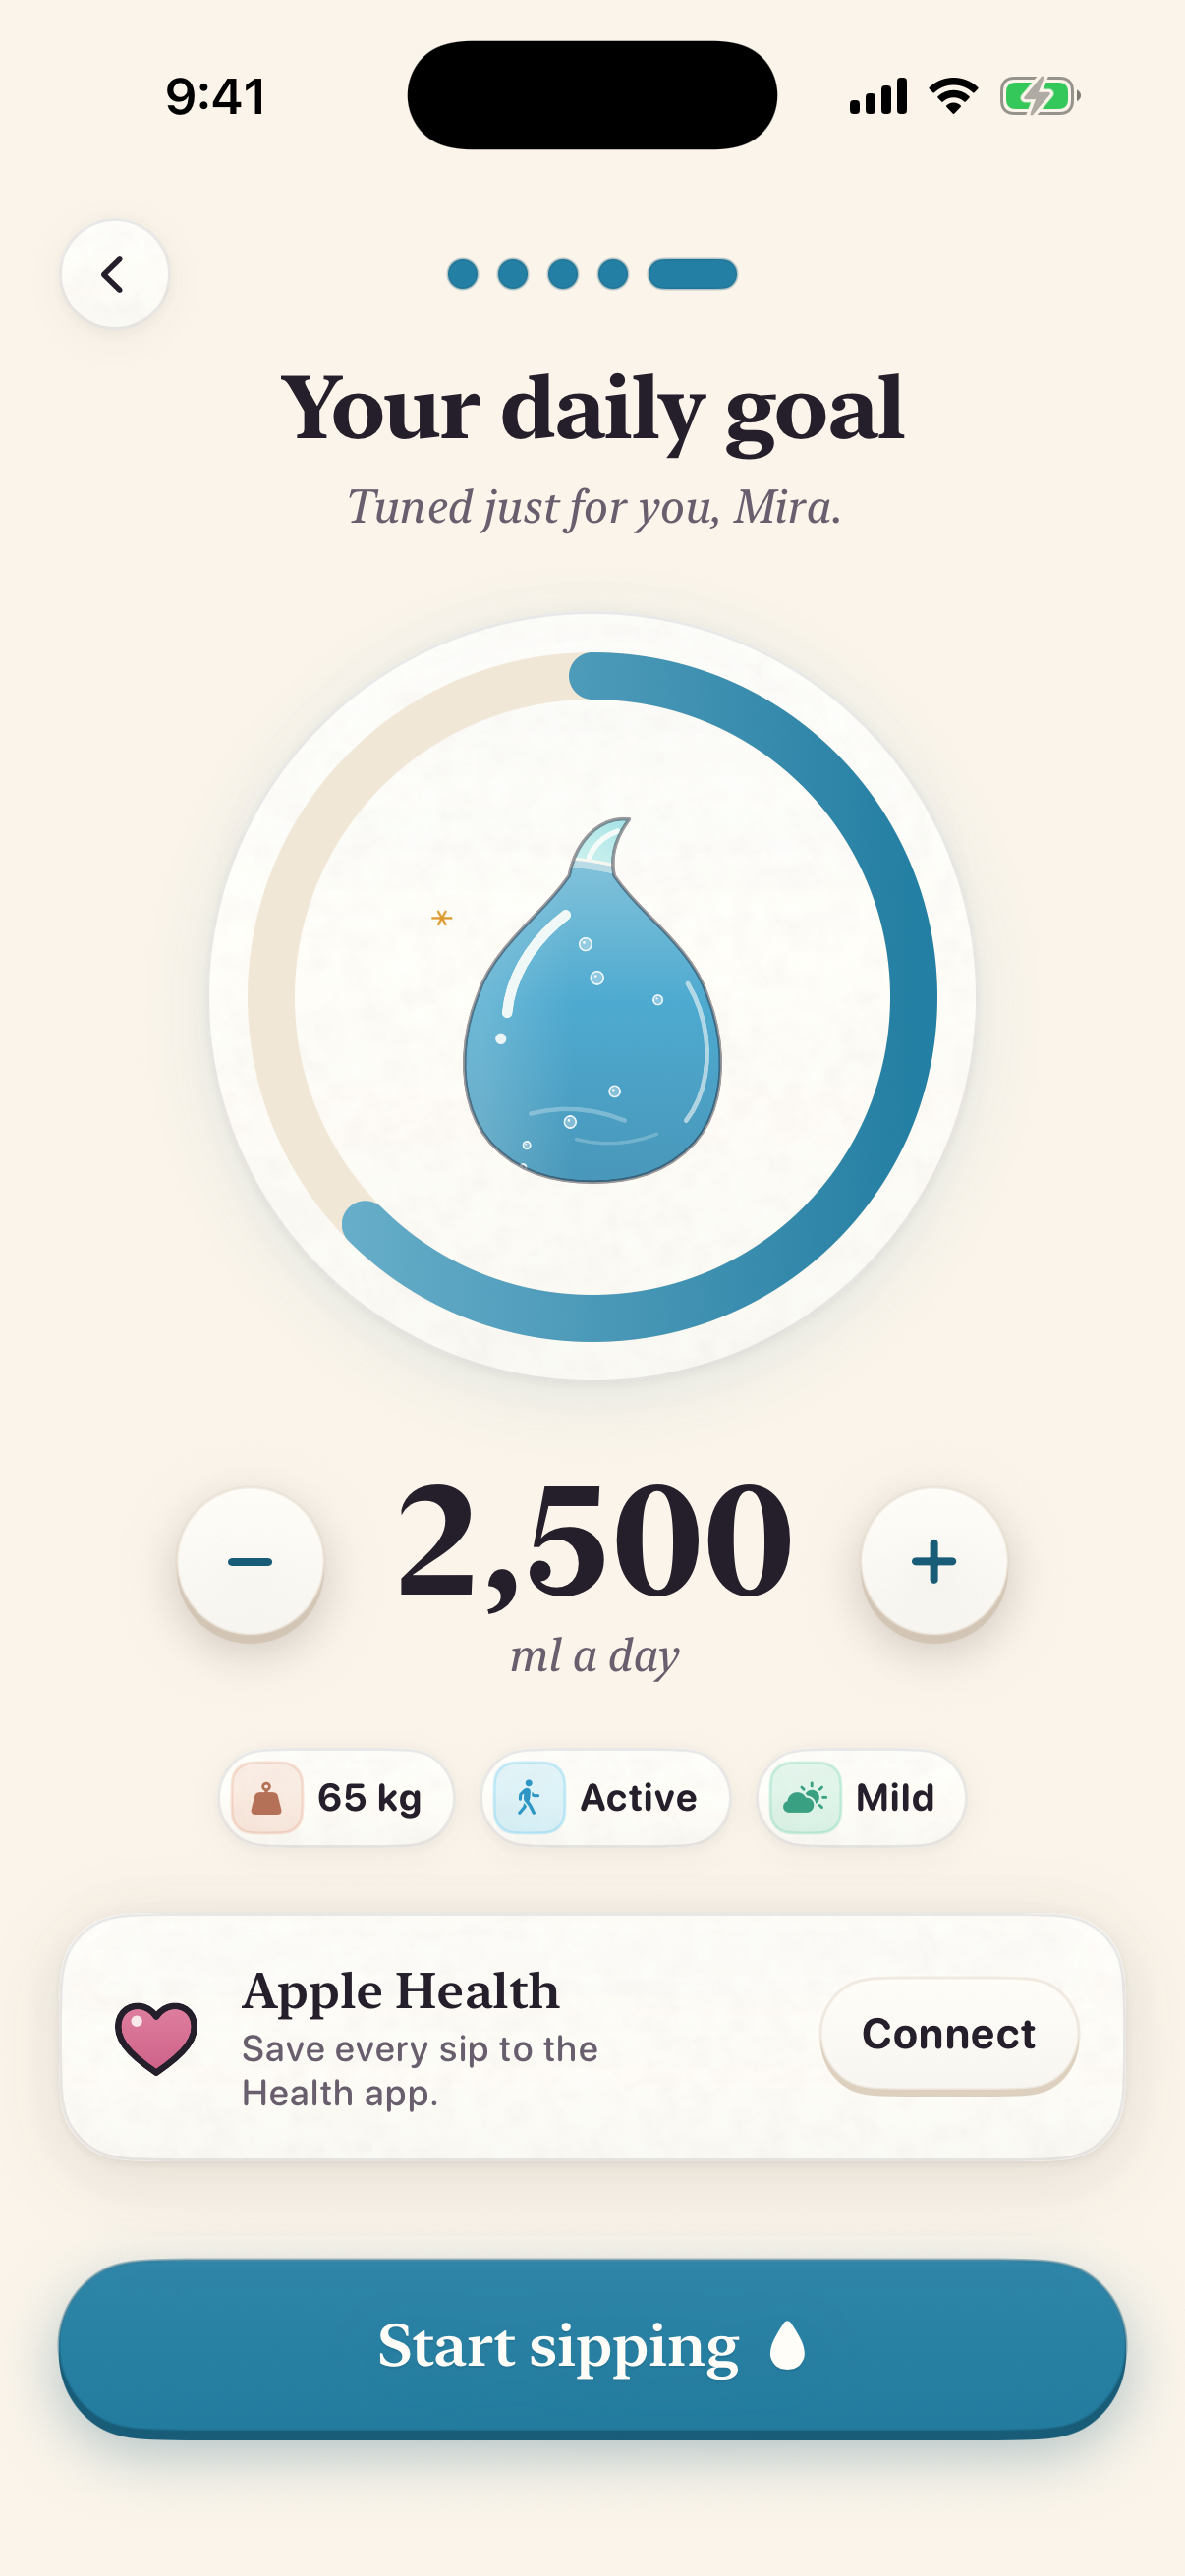 9:41
Your daily goal
Tuned just for you, Mira.
2,500
ml a day
65 kg
Active
Mild
Apple Health
Save every sip to the
Health app.
Connect
Start sipping